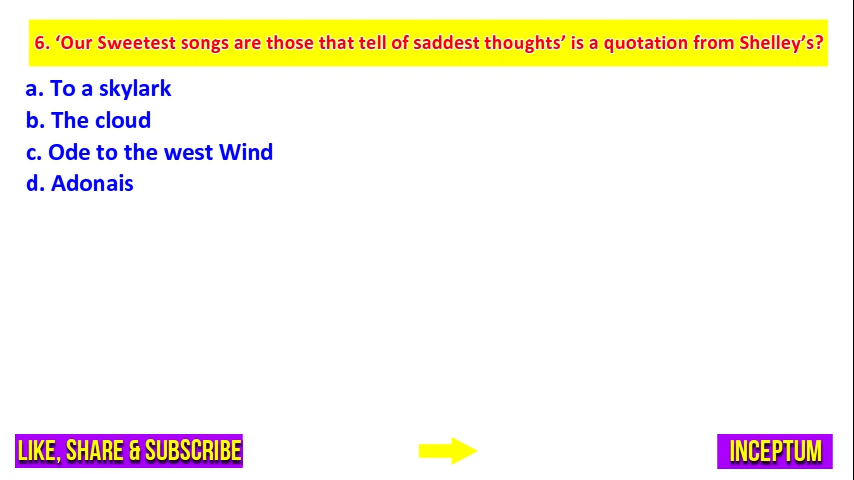 6. ‘Our Sweetest songs are those that tell of saddest thoughts’ is a quotation from Shelley’s?
a. To a skylark
b. The cloud
c. Ode to the west Wind
d. Adonais
LIKE, SHARE & SUBSCRIBE
INCEPTUM